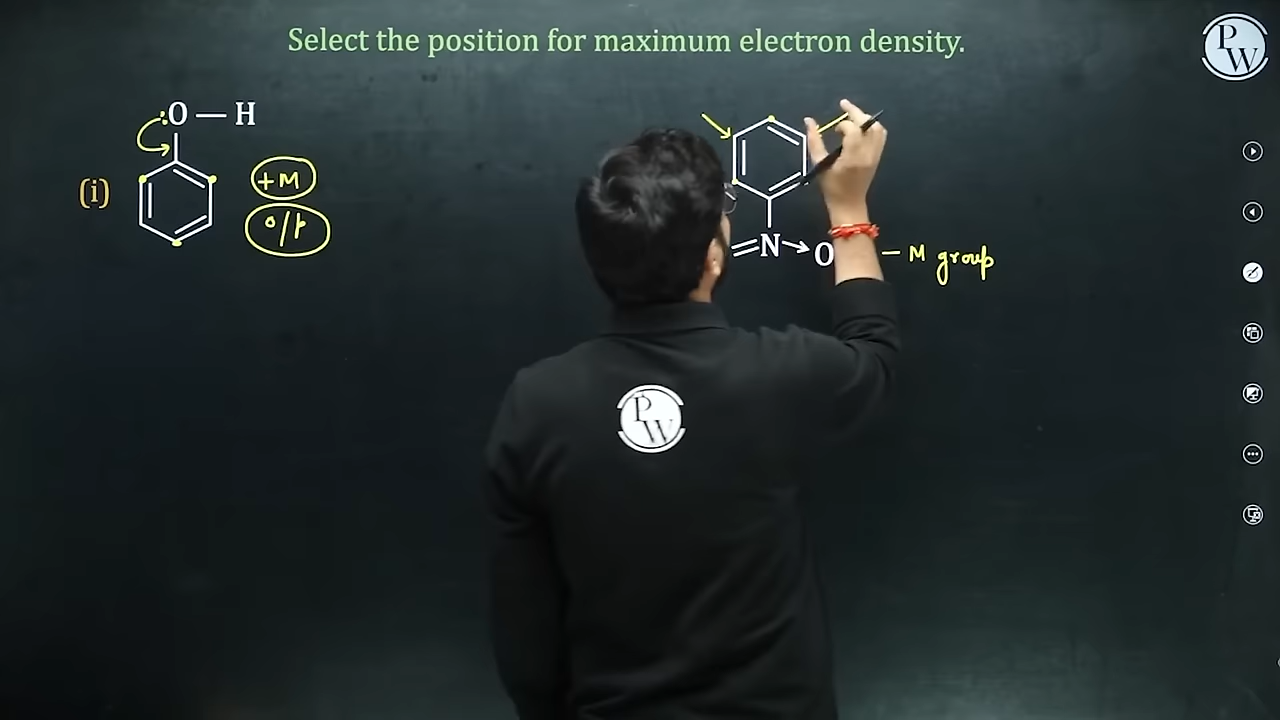 Select the position for maximum electron density.
PW
:O — H
(i)
+M
o/p
=N→O
— M group
PW